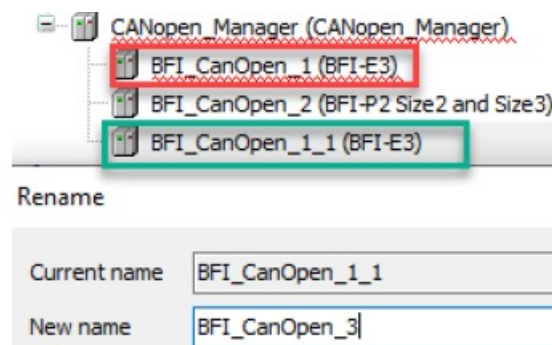 CANopen_Manager (CANopen_Manager)
BFI_CanOpen_1 (BFI-E3)
BFI_CanOpen_2 (BFI-P2 Size2 and Size3)
BFI_CanOpen_1_1 (BFI-E3)
Rename
Current name BFI_CanOpen_1_1
New name BFI_CanOpen_3